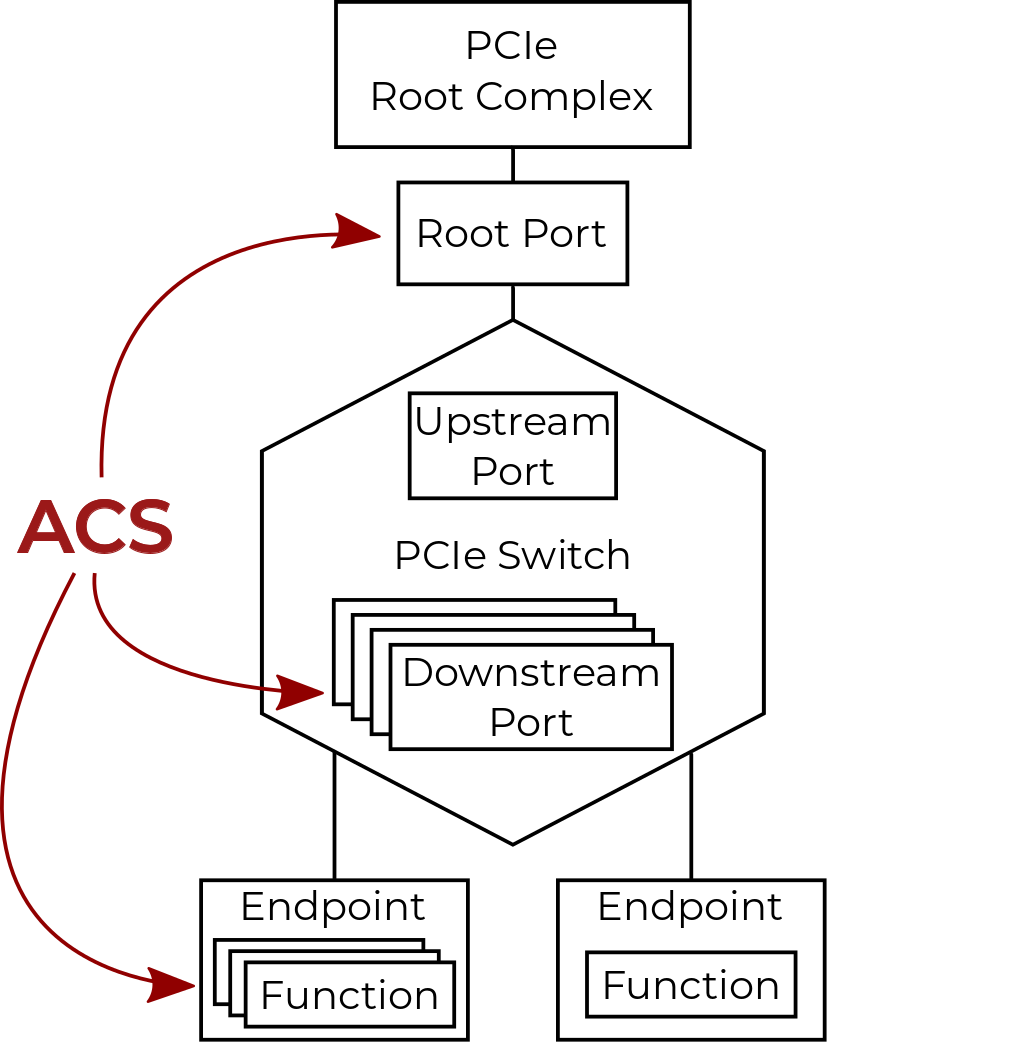 PCIe
Root Complex
Root Port
Upstream
Port
ACS
PCIe Switch
Downstream
Port
Endpoint
Function
Endpoint
Function